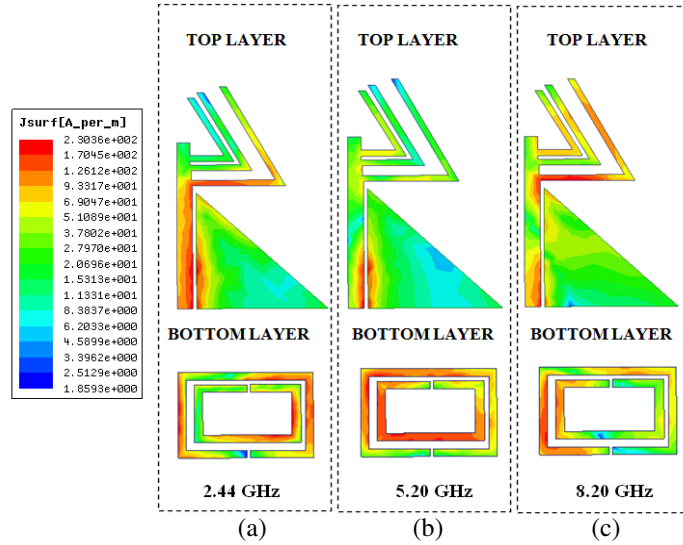 TOP LAYER
TOP LAYER
TOP LAYER
Jsurf[A_per_m]
2.3036e+002
1.7045e+002
1.2612e+002
9.3317e+001
6.9047e+001
5.1089e+001
3.7802e+001
2.7970e+001
2.0696e+001
1.5313e+001
1.1331e+001
8.3837e+000
6.2033e+000
4.5899e+000
3.3962e+000
2.5129e+000
1.8593e+000
BOTTOM LAYER
BOTTOM LAYER
BOTTOM LAYER
2.44 GHz
5.20 GHz
8.20 GHz
(a)
(b)
(c)